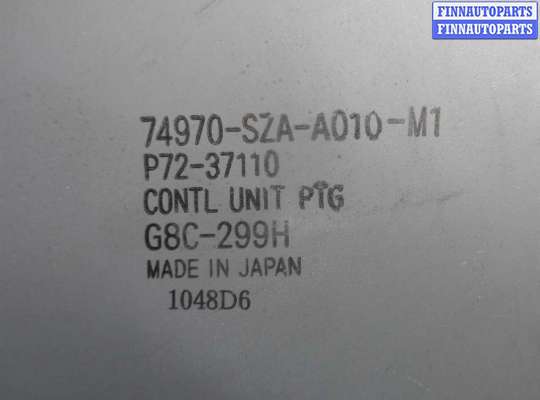 FINNAUTOPARTS
FINNAUTOPARTS
74970-SZA-A010-M1
P72-37110
CONTL UNIT PTG
G8C-299H
MADE IN JAPAN
1048D6